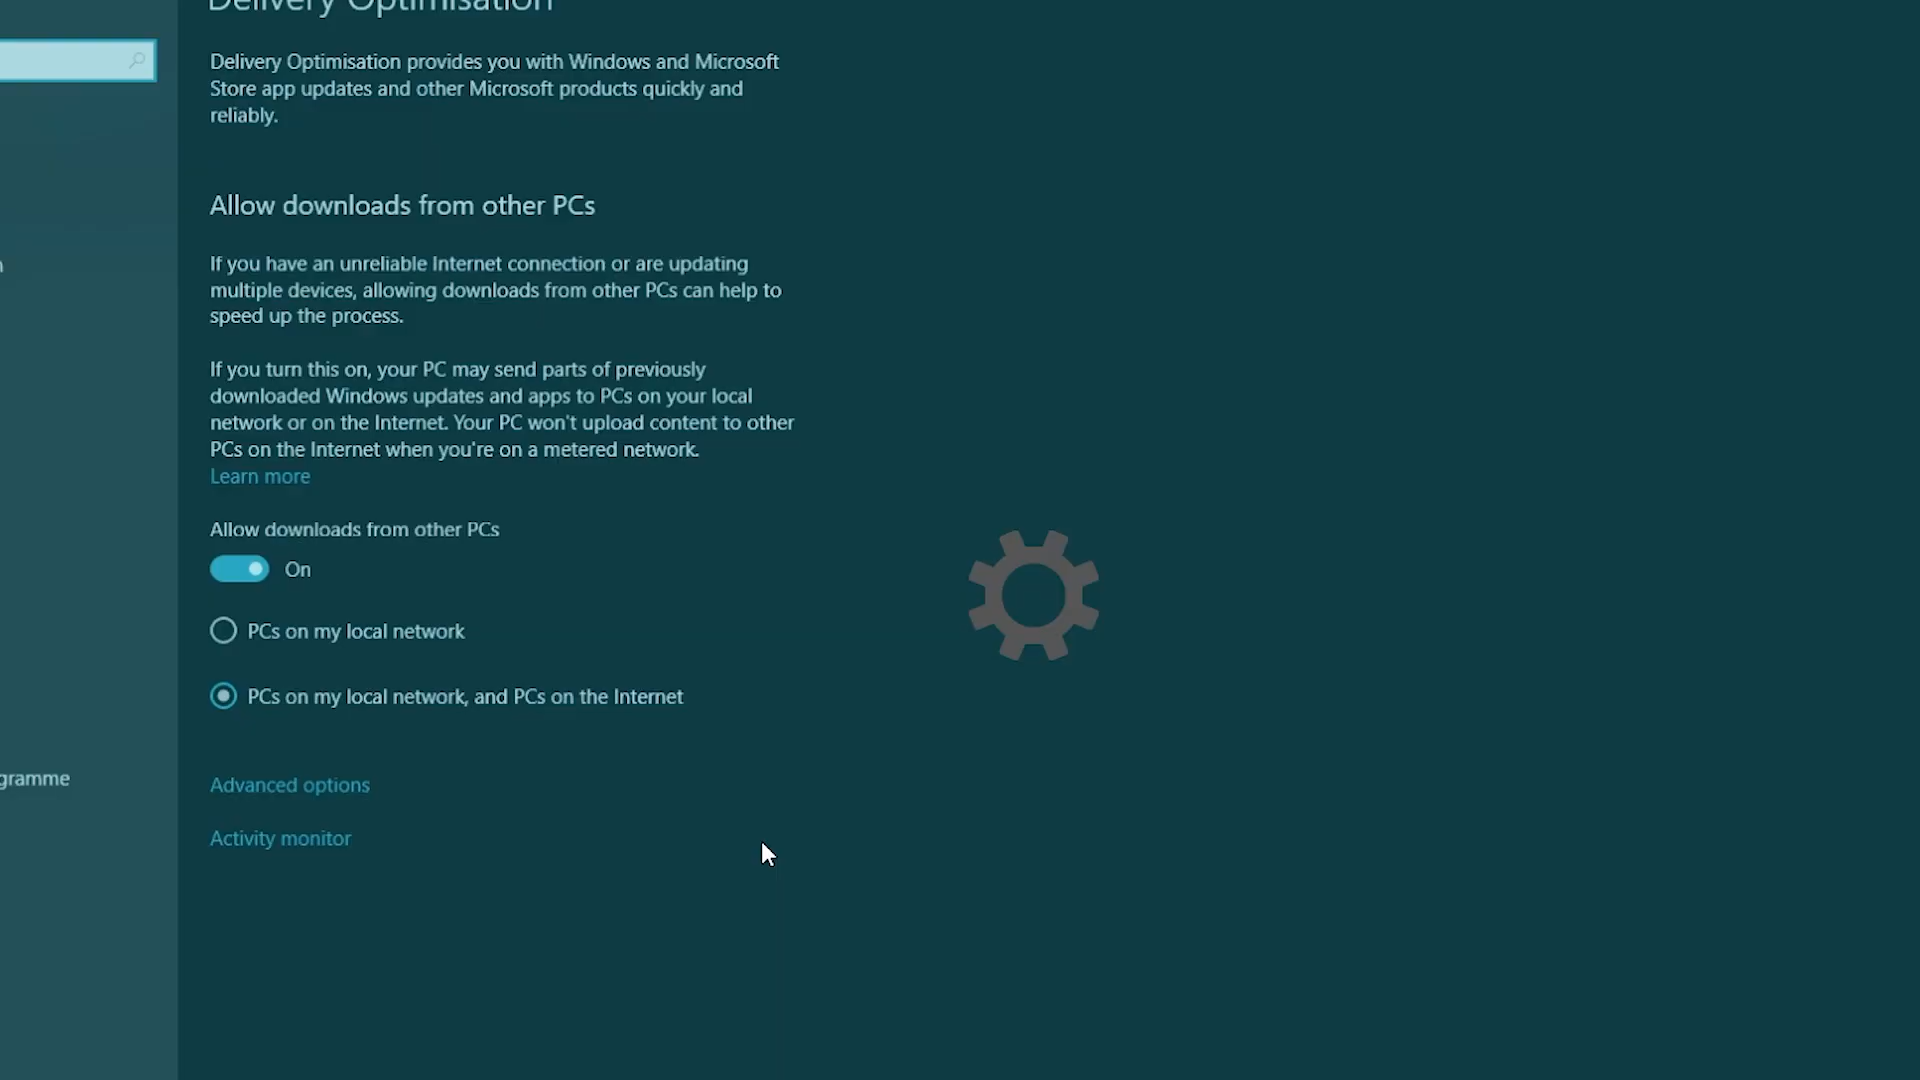 Delivery Optimisation
Delivery Optimisation provides you with Windows and Microsoft
Store app updates and other Microsoft products quickly and
reliably.
Allow downloads from other PCs
If you have an unreliable Internet connection or are updating
multiple devices, allowing downloads from other PCs can help to
speed up the process.
If you turn this on, your PC may send parts of previously
downloaded Windows updates and apps to PCs on your local
network or on the Internet. Your PC won't upload content to other
PCs on the Internet when you're on a metered network.
Learn more
Allow downloads from other PCs
On
PCs on my local network
PCs on my local network, and PCs on the Internet
gramme
Advanced options
Activity monitor